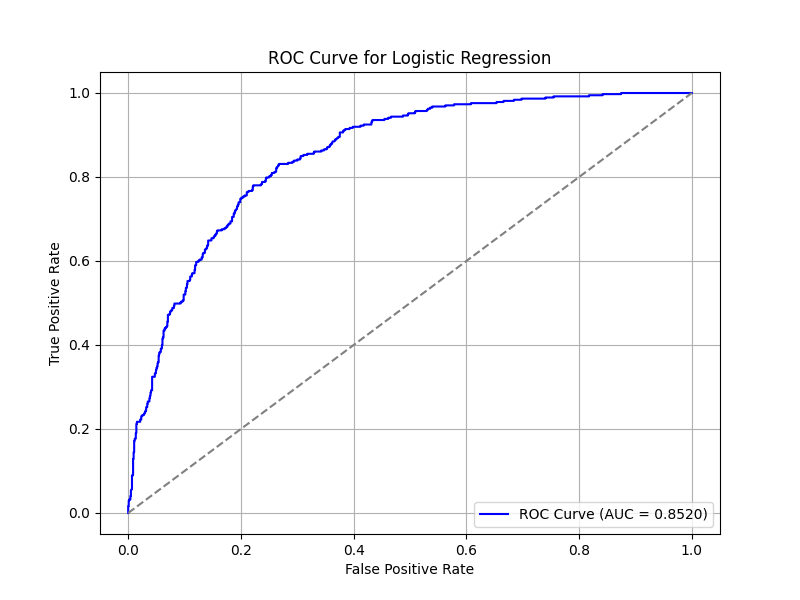 ROC Curve for Logistic Regression
True Positive Rate
1.0
0.8
0.6
0.4
0.2
0.0
ROC Curve (AUC = 0.8520)
0.0 0.2 0.4 0.6 0.8 1.0
False Positive Rate